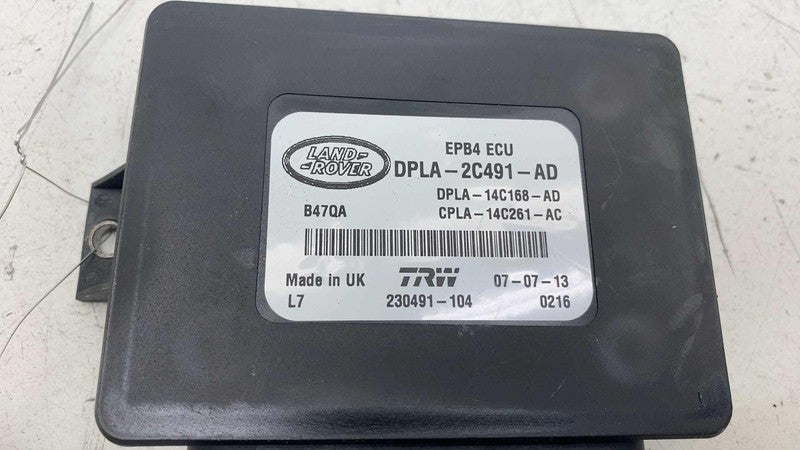 LAND-
-ROVER
EPB4 ECU
DPLA-2C491-AD
DPLA-14C168-AD
B47QA CPLA-14C261-AC
Made in UK TRW 07-07-13
L7 230491-104 0216